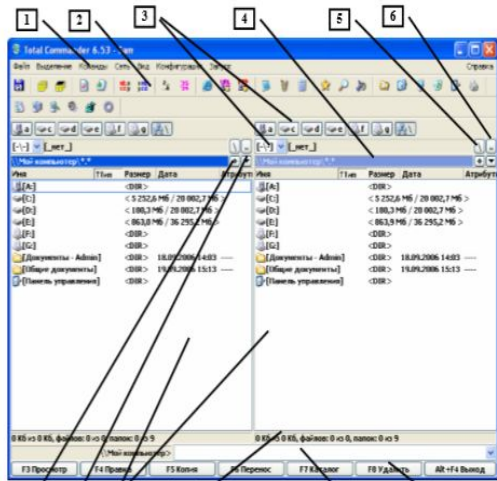 1 2 3 4 5 6
Total Commander 6.53 -
Файл Выделение Команды Сеть Вид Конфигурация Запуск Справка
a c d e f g \ a c d e f g \
[-\-] [_нет_] \ .. [-\-] [_нет_] \ ..
\\Мой компьютер\*.* \\Мой компьютер\*.*
Имя Тип Размер Дата Атрибуты Имя Тип Размер Дата Атрибуты
[A:] <DIR> [A:] <DIR>
[C:] < 5 252,6 Мб / 20 002,7 Мб > [C:] < 5 252,6 Мб / 20 002,7 Мб >
[D:] < 100,3 Мб / 20 002,7 Мб > [D:] < 100,3 Мб / 20 002,7 Мб >
[E:] < 863,8 Мб / 36 295,2 Мб > [E:] < 863,9 Мб / 36 295,2 Мб >
[F:] <DIR> [F:] <DIR>
[G:] <DIR> [G:] <DIR>
[Документы - Admin] <DIR> 18.09.2006 14:03 ---- [Документы - Admin] <DIR> 18.09.2006 14:03 ----
[Общие документы] <DIR> 19.09.2006 15:13 ---- [Общие документы] <DIR> 19.09.2006 15:13 ----
[Панель управления] <DIR> [Панель управления] <DIR>
0 Кб из 0 Кб, файлов: 0 из 0, папок: 0 из 9 0 Кб из 0 Кб, файлов: 0 из 0, папок: 0 из 9
\\Мой компьютер>
F3 Просмотр F4 Правка F5 Копия F6 Перенос F7 Каталог F8 Удалить Alt+F4 Выход